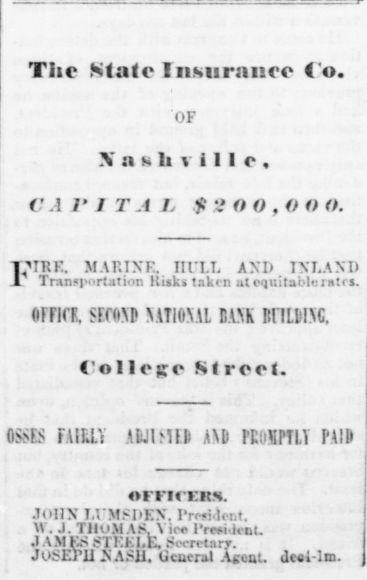 The State Insurance Co.
OF
Nashville,
CAPITAL $200,000.
FIRE, MARINE, HULL AND INLAND
Transportation Risks taken at equitable rates.
OFFICE, SECOND NATIONAL BANK BUILDING,
College Street.
OSSES FAIRLY ADJUSTED AND PROMPTLY PAID
OFFICERS.
JOHN LUMSDEN, President,
W. J. THOMAS, Vice President.
JAMES STEELE, Secretary.
JOSEPH NASH, General Agent. dec4-1m.